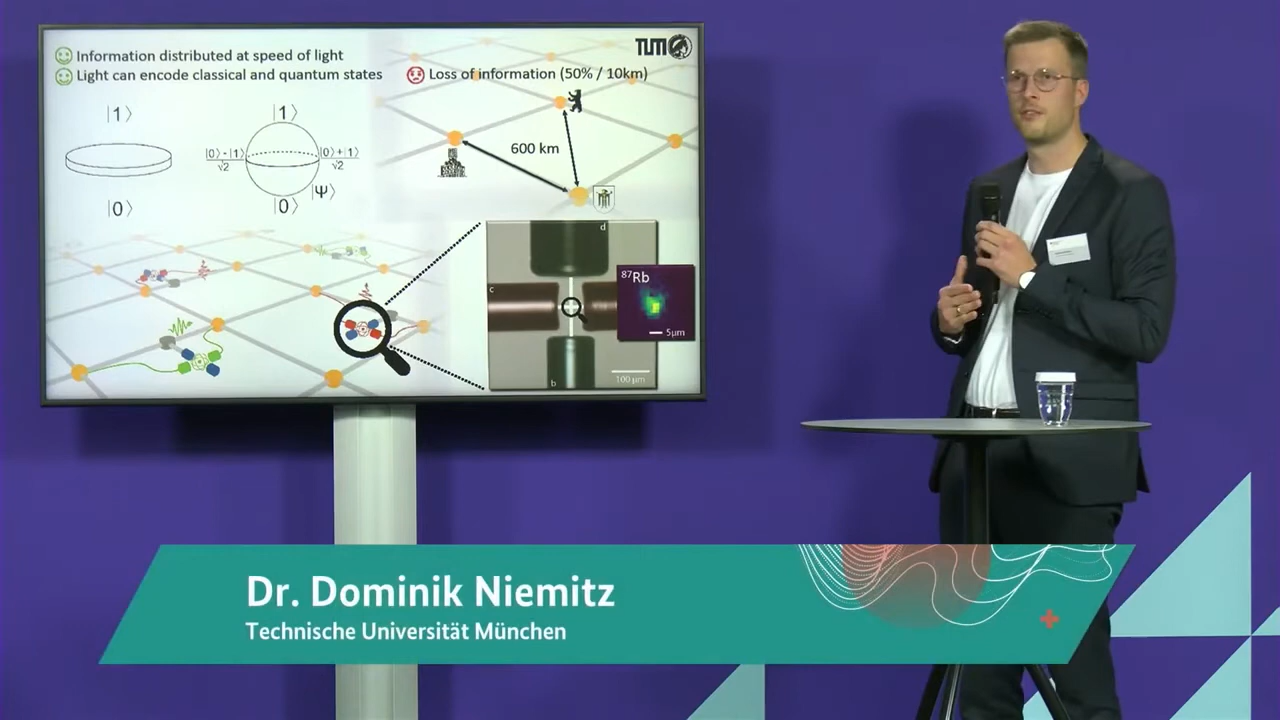 TUM
Information distributed at speed of light
Light can encode classical and quantum states
Loss of information (50% / 10km)
|1⟩
|1⟩
|0⟩-|1⟩
√2
|0⟩+|1⟩
√2
|0⟩
|0⟩
|Ψ⟩
600 km
d
c
b
⁸⁷Rb
5μm
100 μm
Dr. Dominik Niemitz
Technische Universität München